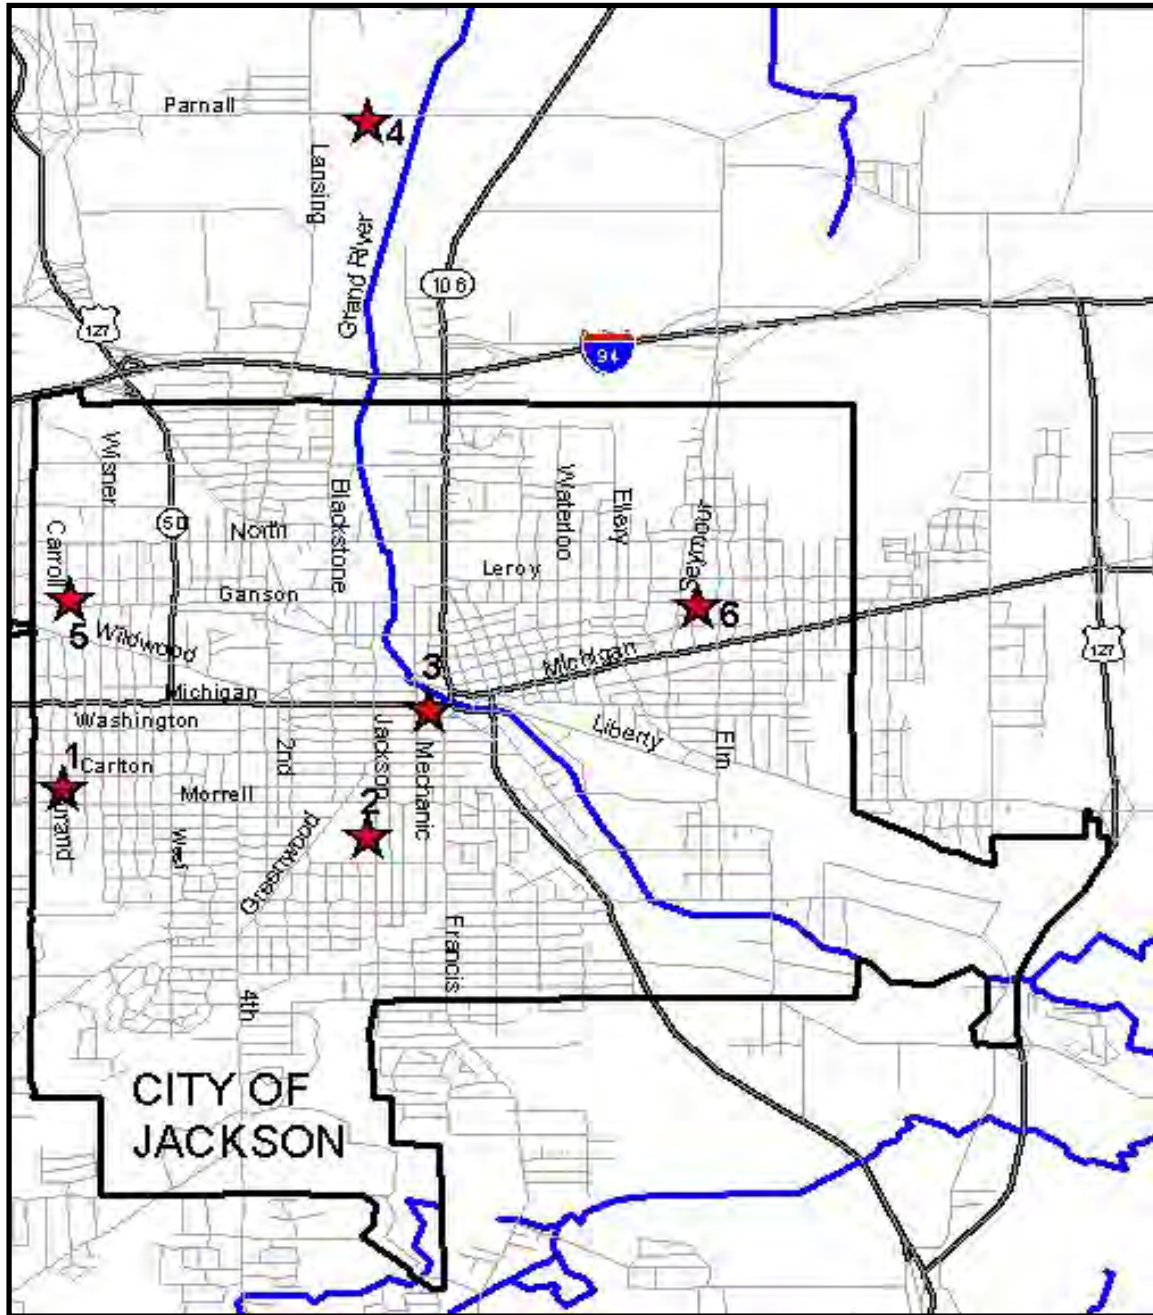 Parnall
4
Lansing
Grand River
106
127
94
Wisner
Blackstone
Waterloo
Ellery
Seymour
50
North
Carroll
Leroy
Ganson
6
5
Wildwood
3
Michigan
Michigan
Washington
Liberty
127
1
Carlton
2nd
Jackson
Mechanic
Elm
Morrell
2
Greenwood
West
Francis
4th
CITY OF
JACKSON